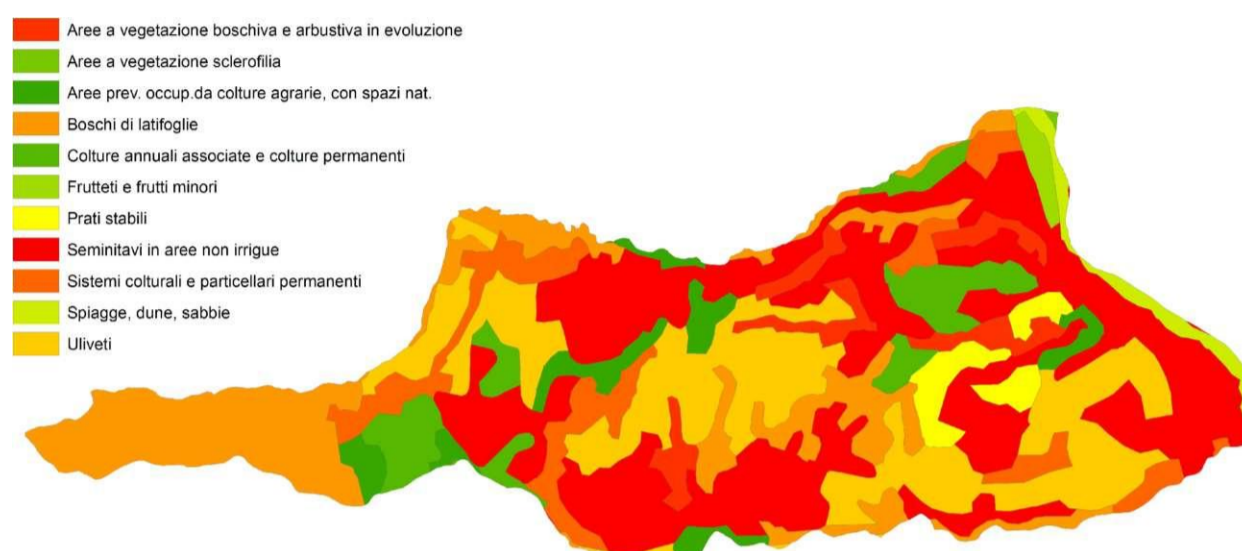 Aree a vegetazione boschiva e arbustiva in evoluzione
Aree a vegetazione sclerofilia
Aree prev. occup.da colture agrarie, con spazi nat.
Boschi di latifoglie
Colture annuali associate e colture permanenti
Frutteti e frutti minori
Prati stabili
Seminitavi in aree non irrigue
Sistemi colturali e particellari permanenti
Spiagge, dune, sabbie
Uliveti